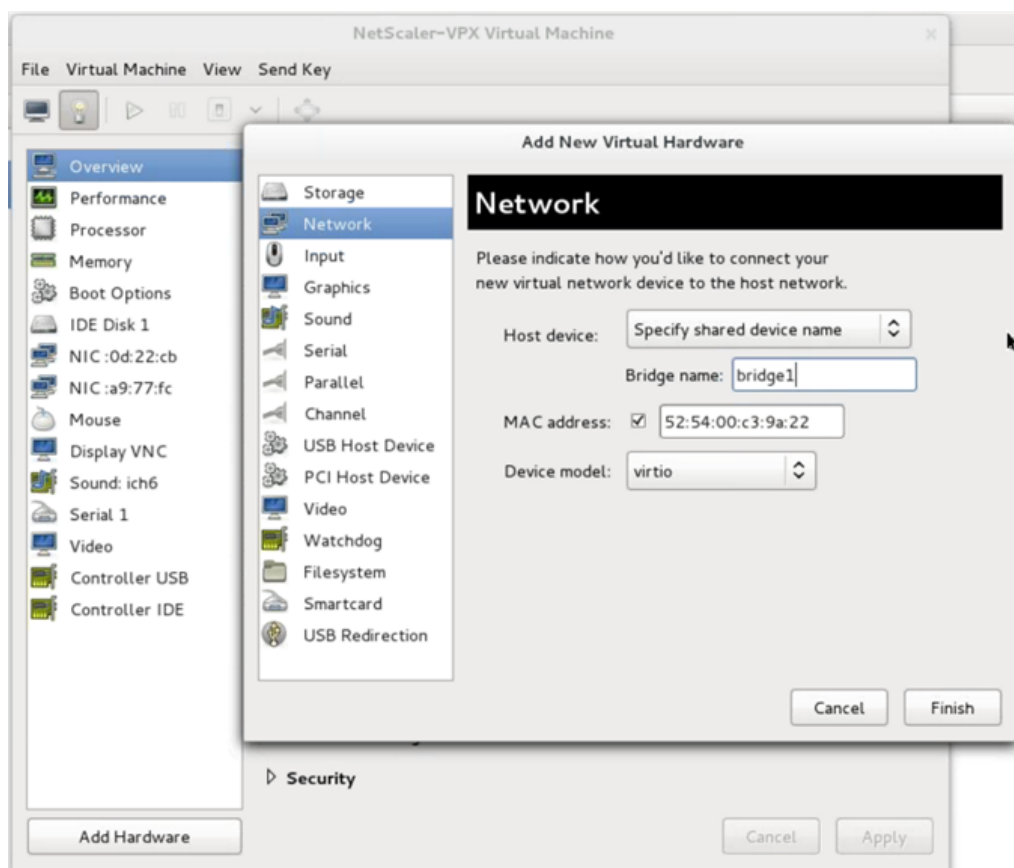 NetScaler-VPX Virtual Machine
File Virtual Machine View Send Key
Overview
Performance
Processor
Memory
Boot Options
IDE Disk 1
NIC :0d:22:cb
NIC :a9:77:fc
Mouse
Display VNC
Sound: ich6
Serial 1
Video
Controller USB
Controller IDE
Add Hardware
Add New Virtual Hardware
Storage
Network
Input
Graphics
Sound
Serial
Parallel
Channel
USB Host Device
PCI Host Device
Video
Watchdog
Filesystem
Smartcard
USB Redirection
Network
Please indicate how you'd like to connect your
new virtual network device to the host network.
Host device: Specify shared device name
Bridge name: bridge1
MAC address: 52:54:00:c3:9a:22
Device model: virtio
Cancel Finish
Security
Cancel Apply